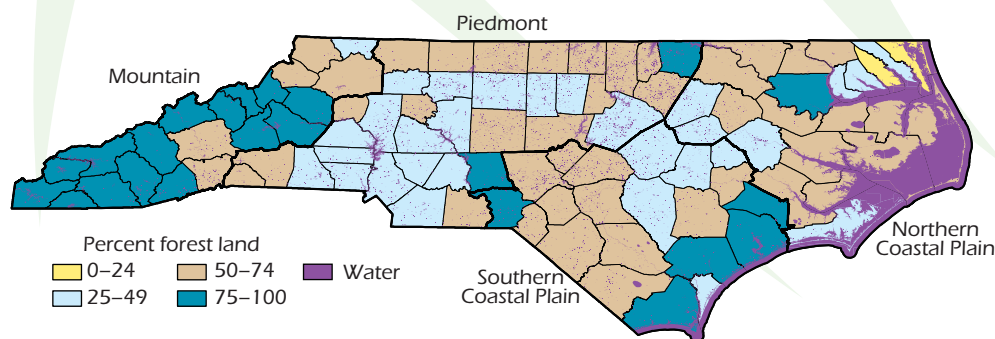 Piedmont
Mountain
Northern
Coastal Plain
Southern
Coastal Plain
Percent forest land
0–24
50–74
Water
25–49
75–100